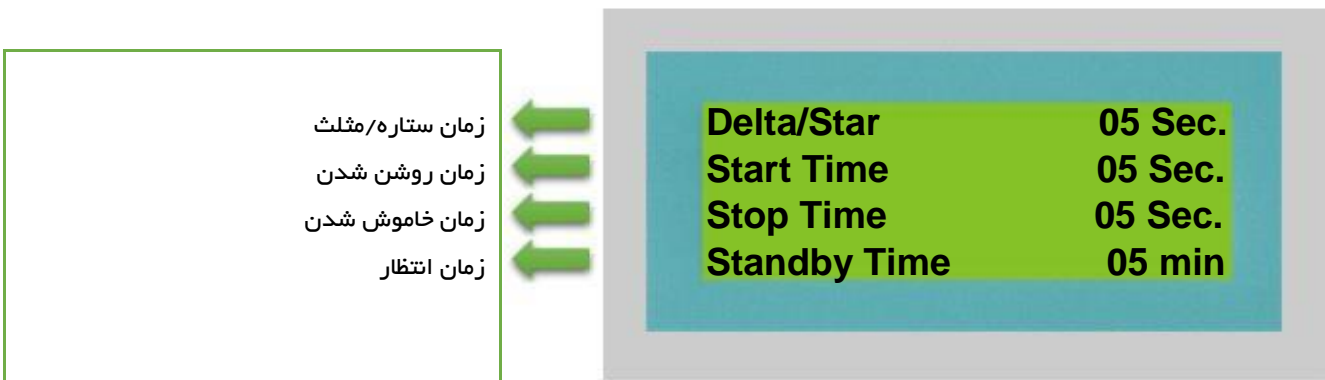 زمان ستاره/مثلث
زمان روشن شدن
زمان خاموش شدن
زمان انتظار
Delta/Star 05 Sec.
Start Time 05 Sec.
Stop Time 05 Sec.
Standby Time 05 min